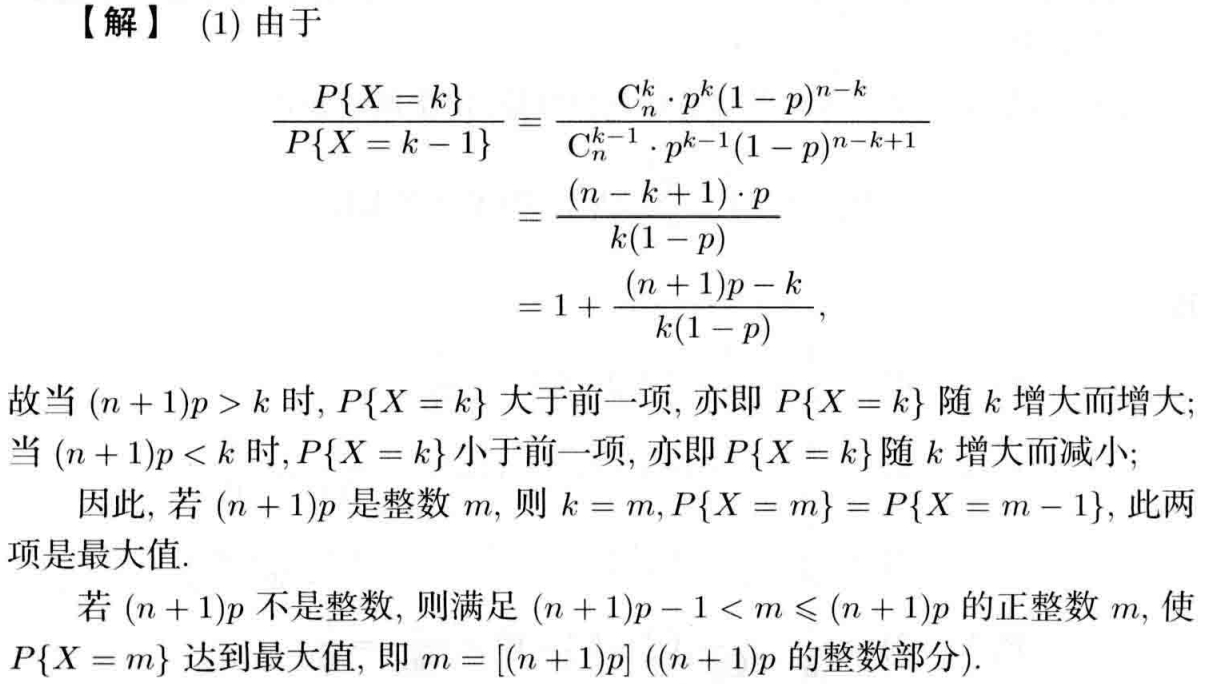 【解】 (1) 由于
\frac{P\{X=k\}}{P\{X=k-1\}} = \frac{C_n^k \cdot p^k(1-p)^{n-k}}{C_n^{k-1} \cdot p^{k-1}(1-p)^{n-k+1}}
= \frac{(n-k+1) \cdot p}{k(1-p)}
= 1 + \frac{(n+1)p-k}{k(1-p)},
故当 (n+1)p > k 时, P{X = k} 大于前一项, 亦即 P{X = k} 随 k 增大而增大;
当 (n+1)p < k 时, P{X = k} 小于前一项, 亦即 P{X = k} 随 k 增大而减小;
因此, 若 (n+1)p 是整数 m, 则 k = m, P{X = m} = P{X = m − 1}, 此两
项是最大值.
若 (n+1)p 不是整数, 则满足 (n+1)p − 1 < m ⩽ (n+1)p 的正整数 m, 使
P{X = m} 达到最大值, 即 m = [(n+1)p] ((n+1)p 的整数部分).